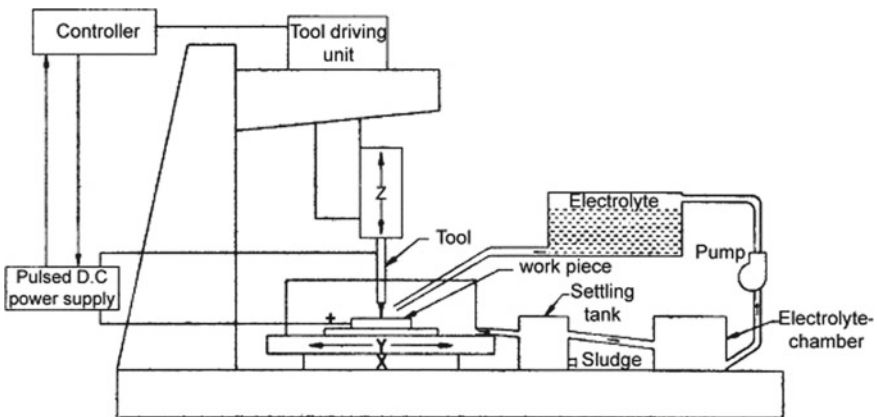 Controller
Tool driving
unit
Z
Electrolyte
Tool
Pump
Pulsed D.C
power supply
work piece
Settling
tank
+
Electrolyte-
chamber
Y
Sludge
X